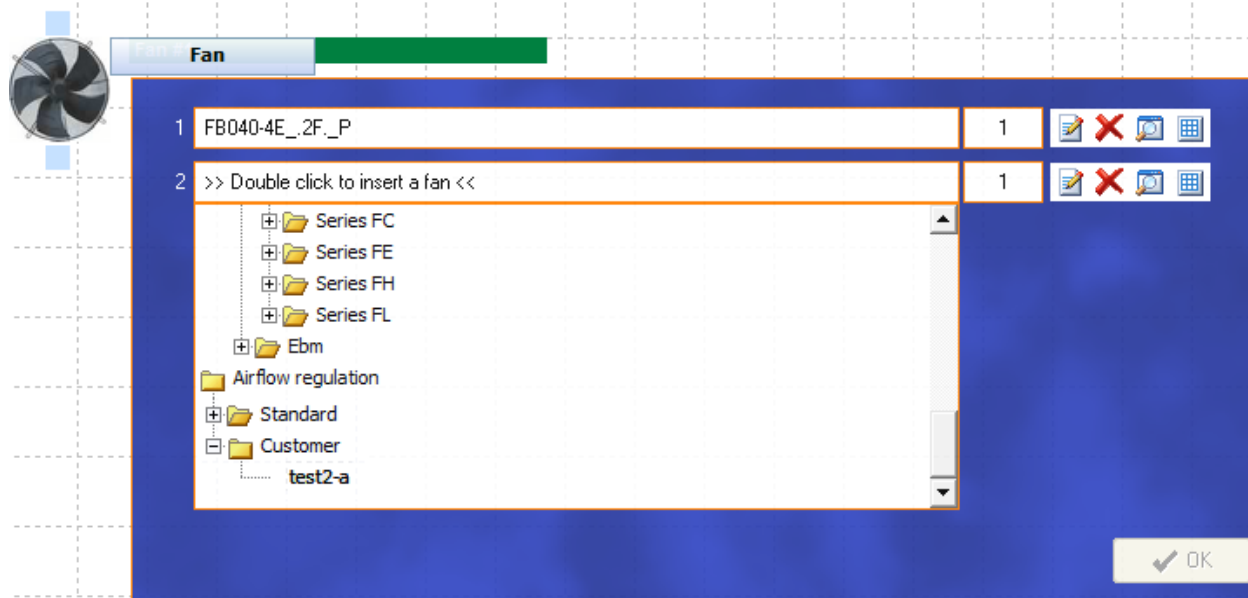 Fan
1 FB040-4E_.2F._P 1
2 >> Double click to insert a fan << 1
Series FC
Series FE
Series FH
Series FL
Ebm
Airflow regulation
Standard
Customer
test2-a
OK